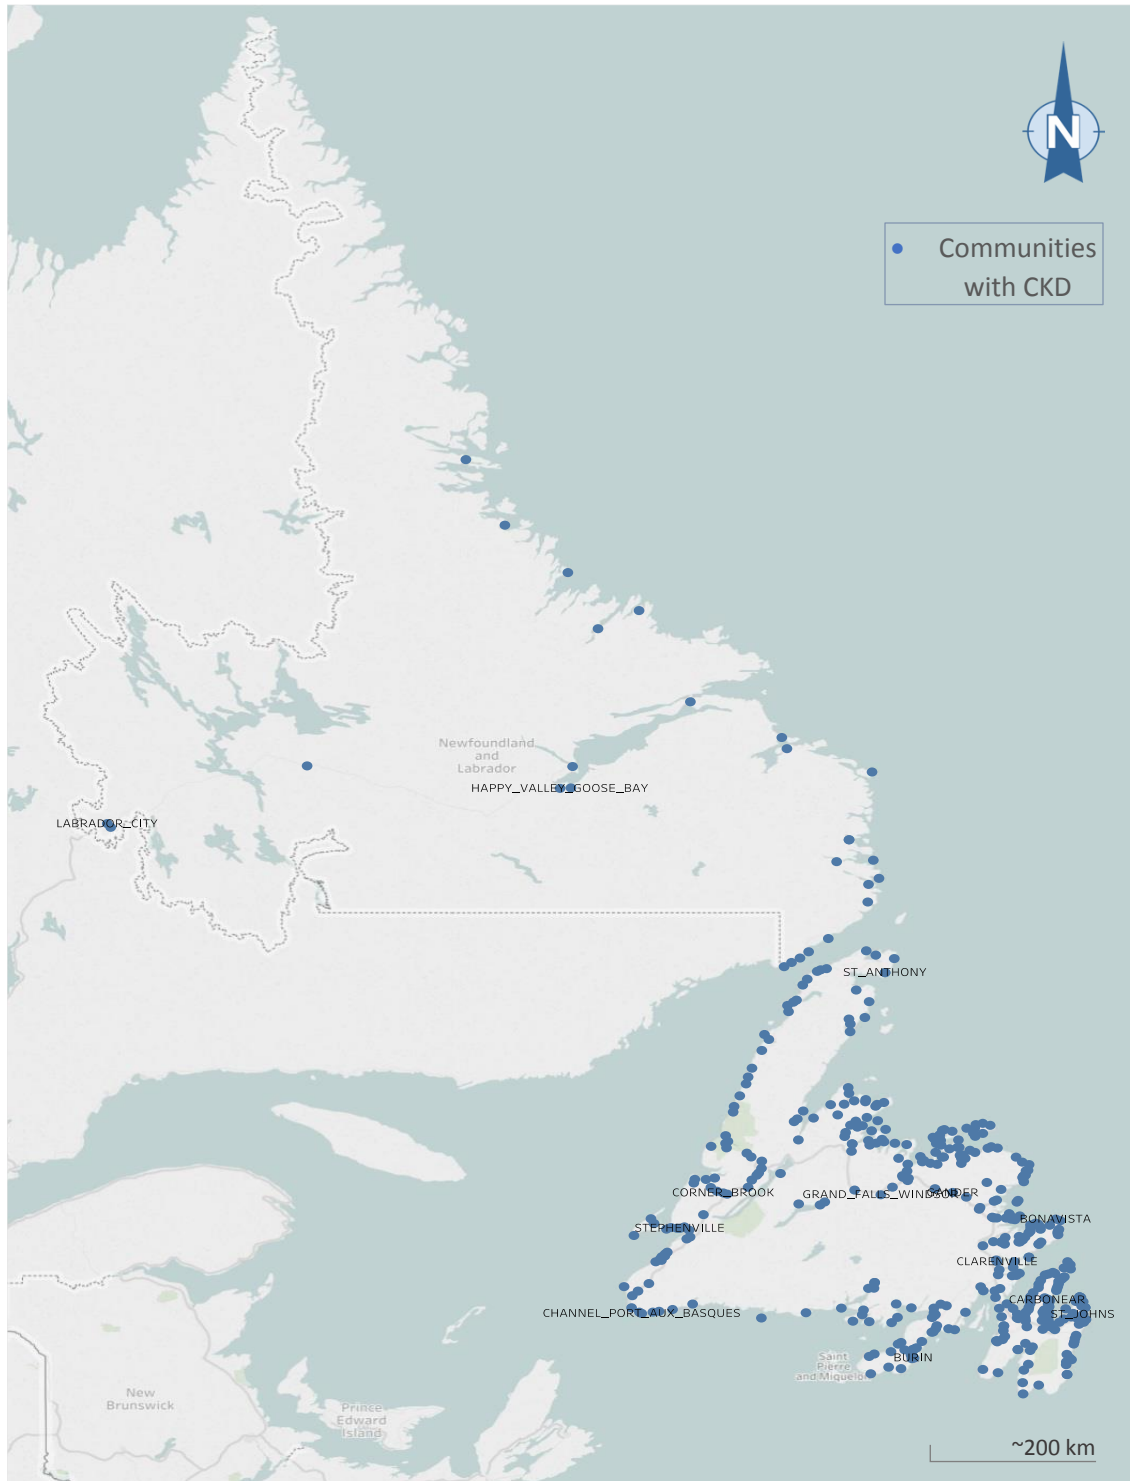 N
Communities
with CKD
Newfoundland
and
Labrador
HAPPY_VALLEY_GOOSE_BAY
LABRADOR_CITY
ST_ANTHONY
CORNER_BROOK
GRAND_FALLS_WINDSOR
GANDER
STEPHENVILLE
BONAVISTA
CLARENVILLE
CARBONEAR
CHANNEL_PORT_AUX_BASQUES
ST_JOHNS
Saint
Pierre
and Miquelon
BURIN
New
Brunswick
Prince
Edward
Island
~200 km